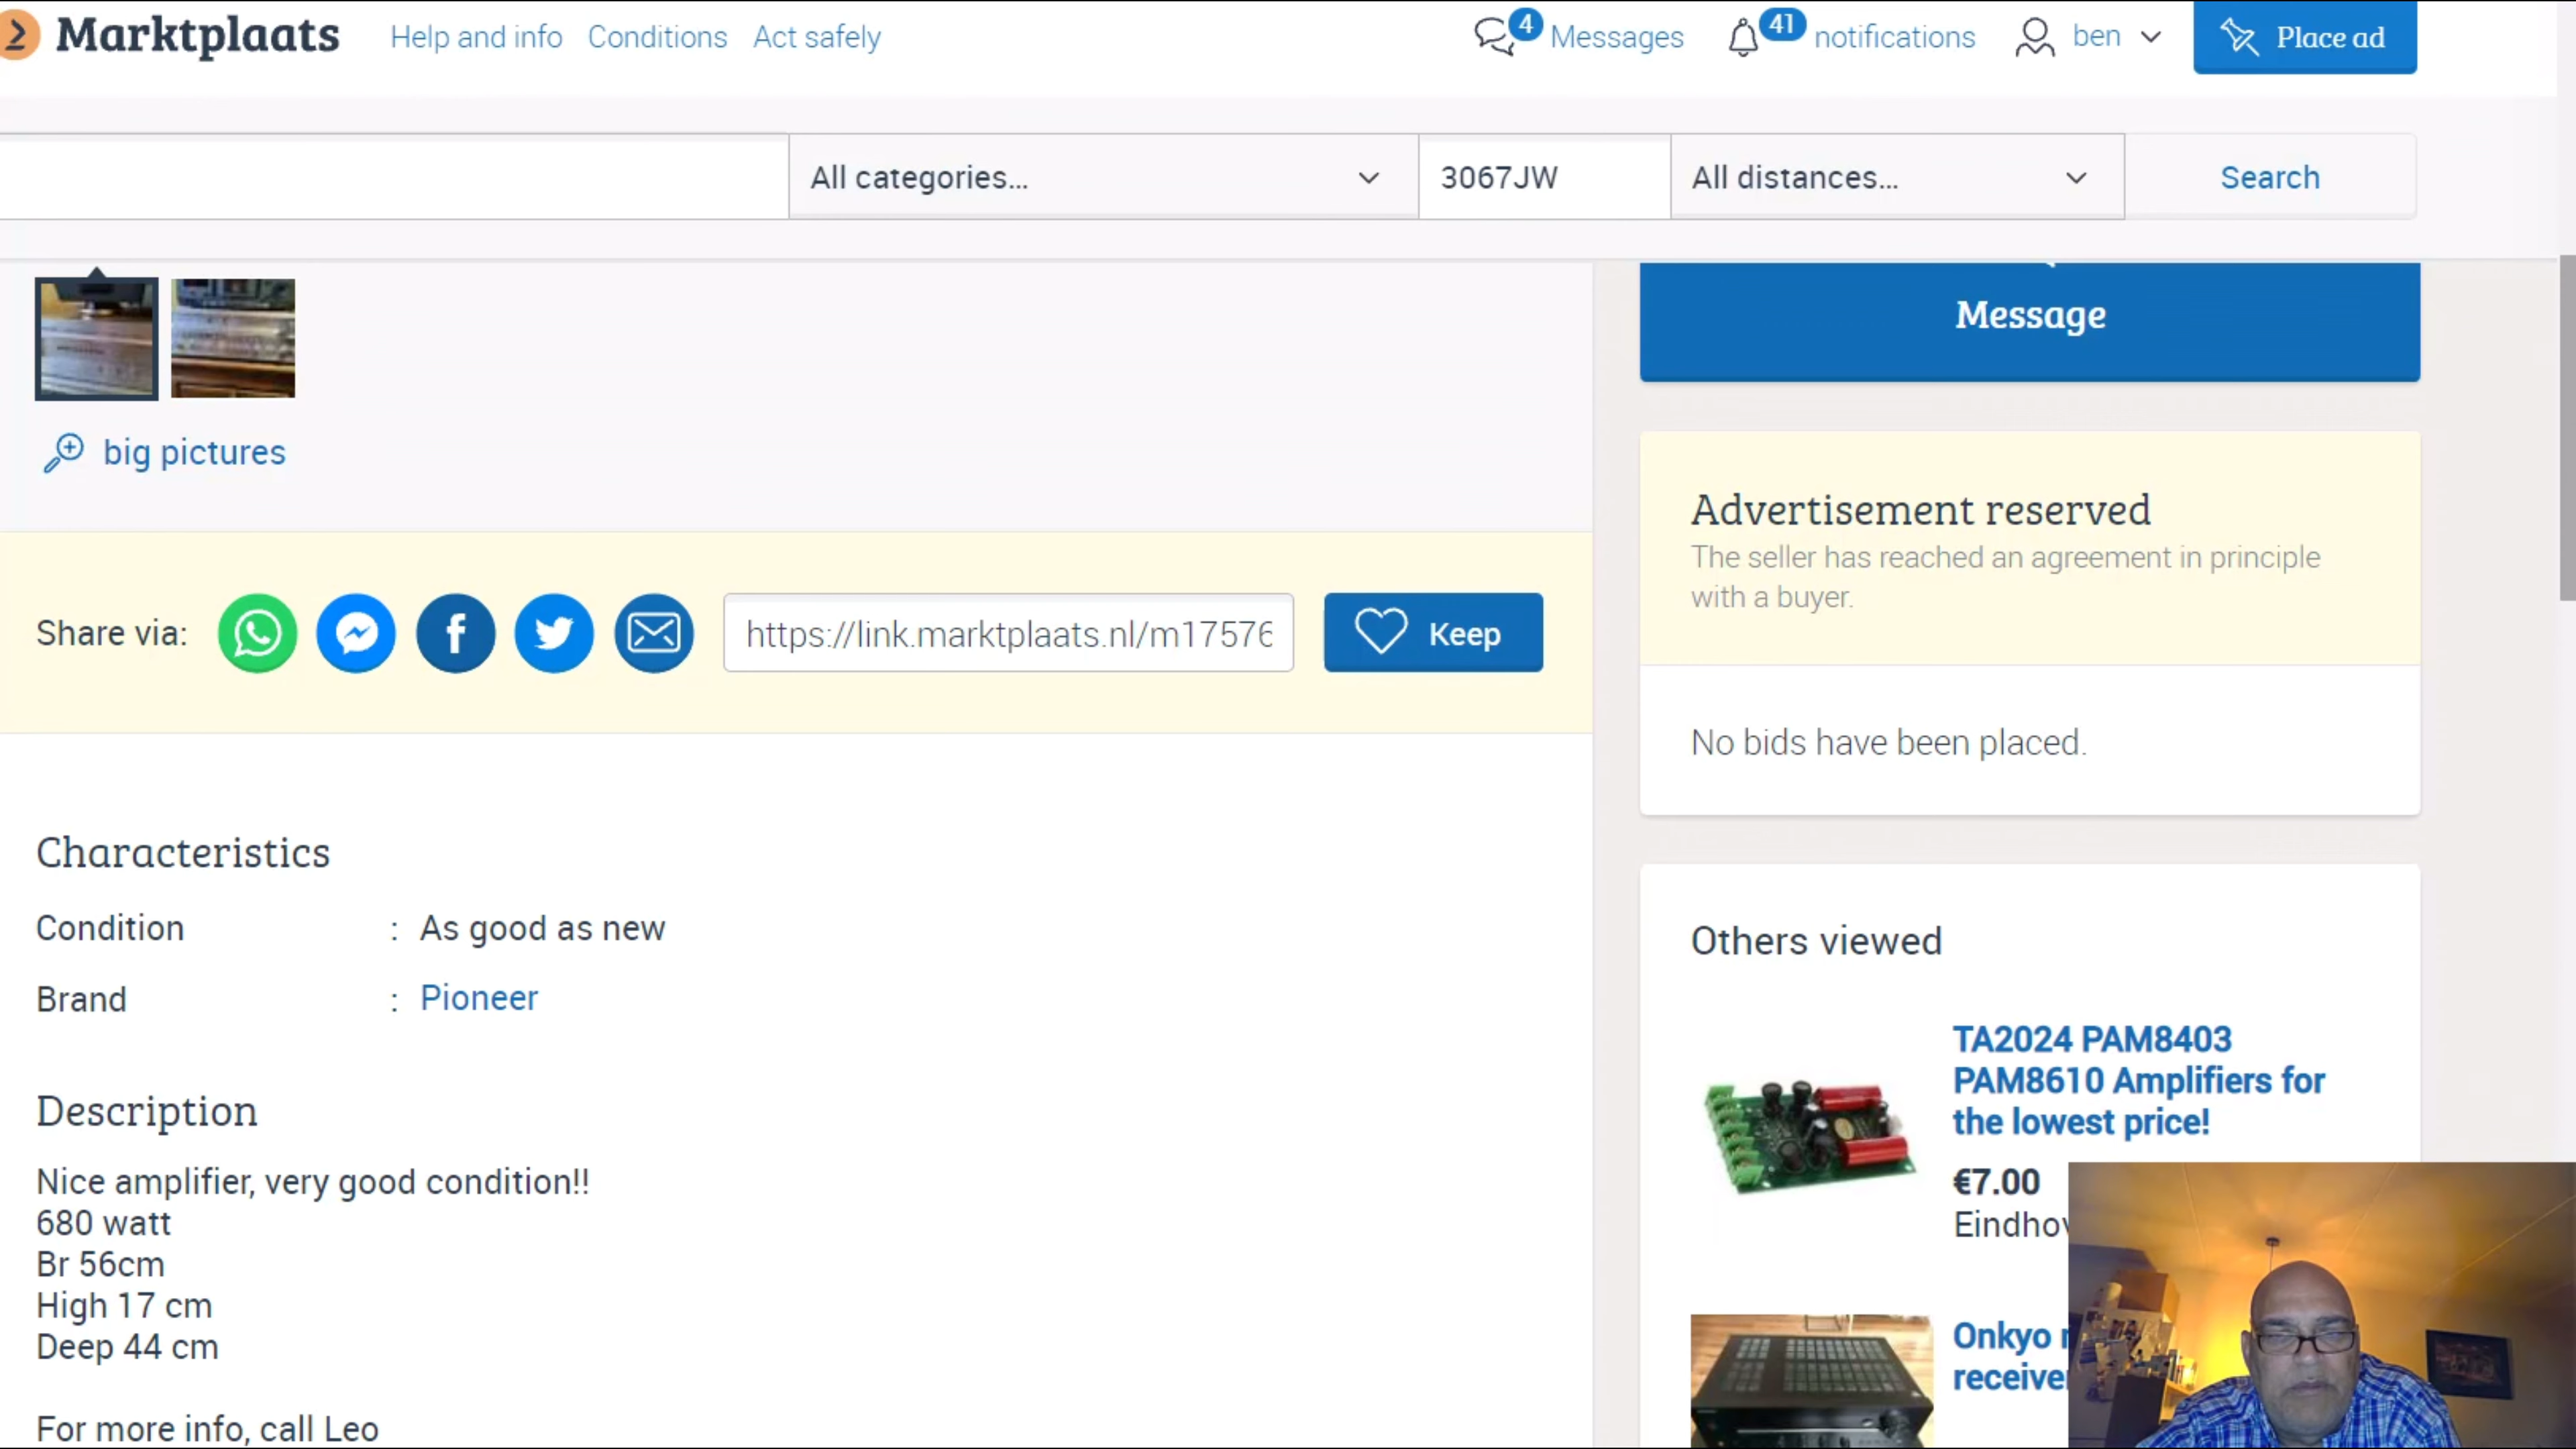 Marktplaats
Help and info
Conditions
Act safely
4
Messages
41
notifications
ben
Place ad
All categories...
3067JW
All distances...
Search
big pictures
Message
Share via:
https://link.marktplaats.nl/m17576
Keep
Advertisement reserved
The seller has reached an agreement in principle
with a buyer.
No bids have been placed.
Characteristics
Condition : As good as new
Brand : Pioneer
Description
Nice amplifier, very good condition!!
680 watt
Br 56cm
High 17 cm
Deep 44 cm
For more info, call Leo
Others viewed
TA2024 PAM8403
PAM8610 Amplifiers for
the lowest price!
€7.00
Onkyo